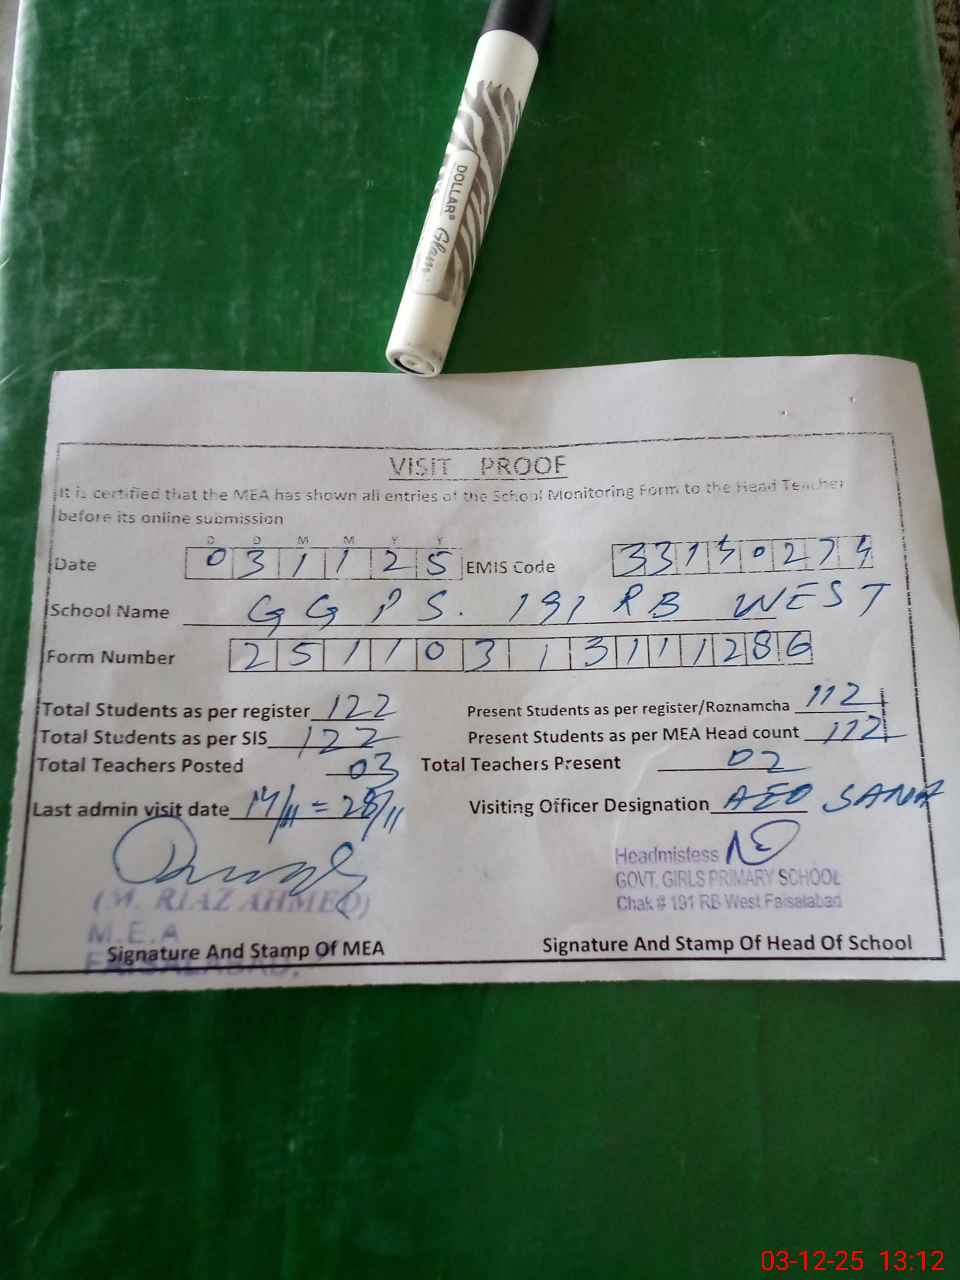 DOLLAR® Glam
VISIT PROOF
It is certified that the MEA has shown all entries of the School Monitoring Form to the Head Teacher
before its online submission
D D M M Y Y
Date 0 3 1 1 2 5 EMIS Code 3 3 1 3 0 2 7 4
School Name G G P S. 191 RB WEST
Form Number 2 5 1 1 0 3 1 3 1 1 1 2 8 6
Total Students as per register 122 Present Students as per register/Roznamcha 112
Total Students as per SIS 122 Present Students as per MEA Head count 112
Total Teachers Posted 03 Total Teachers Present 02
Last admin visit date 14/11 = 28/11 Visiting Officer Designation AEO SANA
(M. RIAZ AHMED)
M.E.A
FAISALABAD.
Signature And Stamp Of MEA
Headmistess
GOVT. GIRLS PRIMARY SCHOOL
Chak # 191 RB West Faisalabad
Signature And Stamp Of Head Of School
03-12-25 13:12